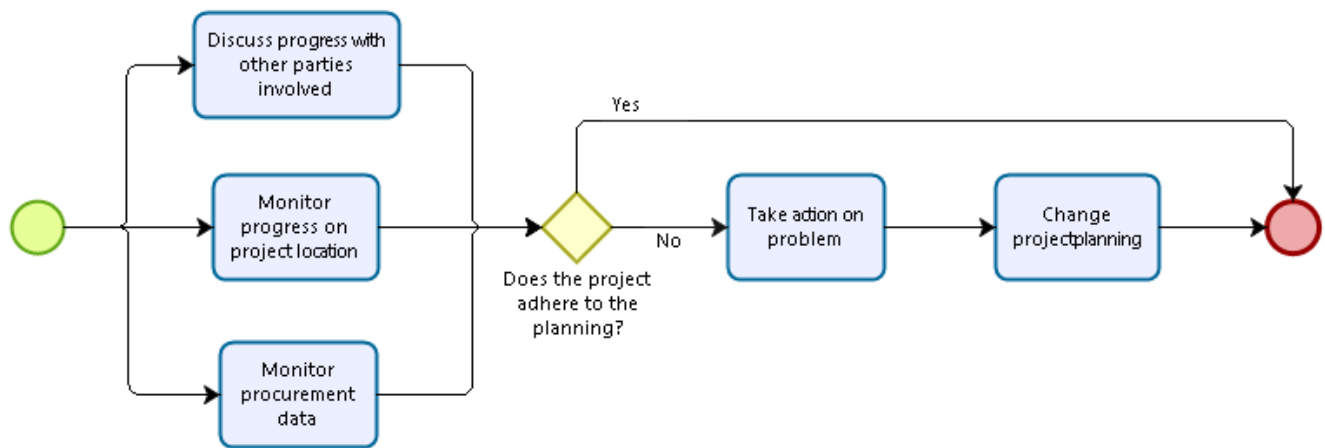 Discuss progress with
other parties
involved
Yes
Monitor
progress on
project location
No
Take action on
problem
Change
projectplanning
Does the project
adhere to the
planning?
Monitor
procurement
data